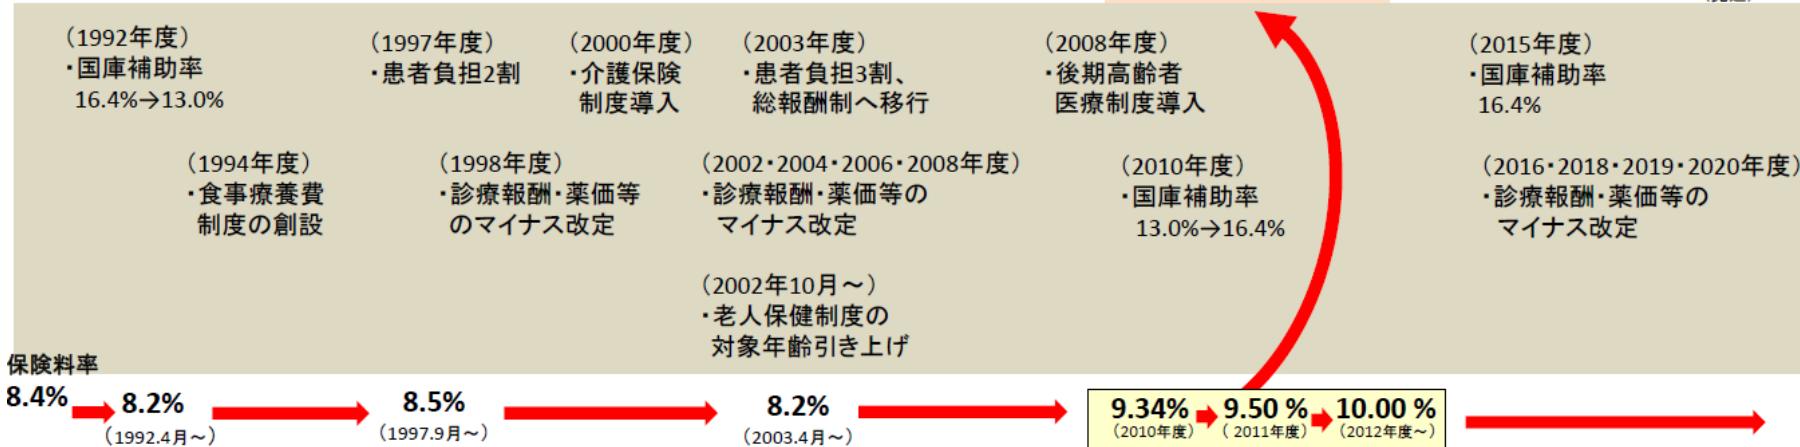 (1992年度)
・国庫補助率
16.4%→13.0%
(1997年度)
・患者負担2割
(2000年度)
・介護保険
制度導入
(2003年度)
・患者負担3割、
総報酬制へ移行
(2008年度)
・後期高齢者
医療制度導入
(2015年度)
・国庫補助率
16.4%
(1994年度)
・食事療養費
制度の創設
(1998年度)
・診療報酬・薬価等
のマイナス改定
(2002・2004・2006・2008年度)
・診療報酬・薬価等の
マイナス改定
(2010年度)
・国庫補助率
13.0%→16.4%
(2016・2018・2019・2020年度)
・診療報酬・薬価等の
マイナス改定
(2002年10月～)
・老人保健制度の
対象年齢引き上げ
保険料率
8.4%
8.2%
(1992.4月～)
8.5%
(1997.9月～)
8.2%
(2003.4月～)
9.34%
(2010年度)
9.50 %
( 2011年度)
10.00 %
(2012年度～)